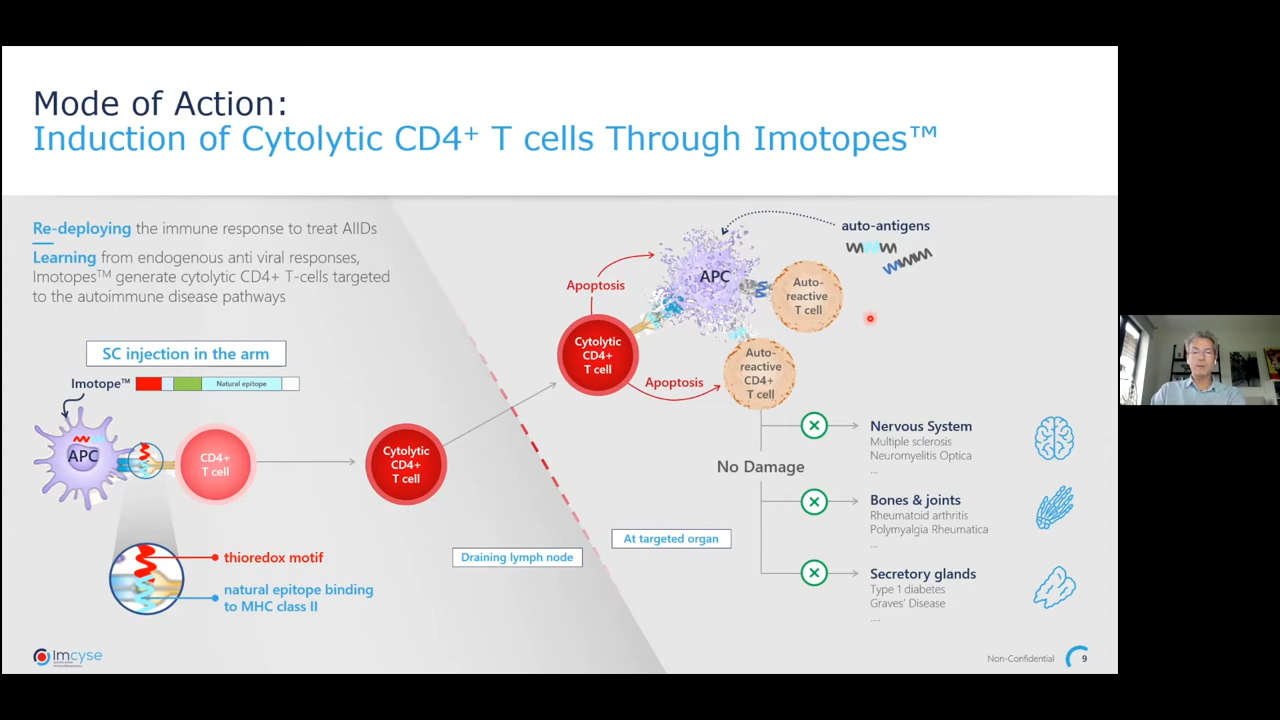 Mode of Action:
Induction of Cytolytic CD4⁺ T cells Through Imotopes™
Re-deploying the immune response to treat AIIDs
Learning from endogenous anti viral responses,
Imotopes™ generate cytolytic CD4+ T-cells targeted
to the autoimmune disease pathways
SC injection in the arm
Imotope™
Natural epitope
APC
CD4+
T cell
Cytolytic
CD4+
T cell
thioredox motif
natural epitope binding
to MHC class II
Draining lymph node
At targeted organ
Apoptosis
Cytolytic
CD4+
T cell
Apoptosis
APC
auto-antigens
Auto-
reactive
T cell
Auto-
reactive
CD4+
T cell
No Damage
Nervous System
Multiple sclerosis
Neuromyelitis Optica
...
Bones & joints
Rheumatoid arthritis
Polymyalgia Rheumatica
...
Secretory glands
Type 1 diabetes
Graves' Disease
....
Imcyse
Non-Confidential
9